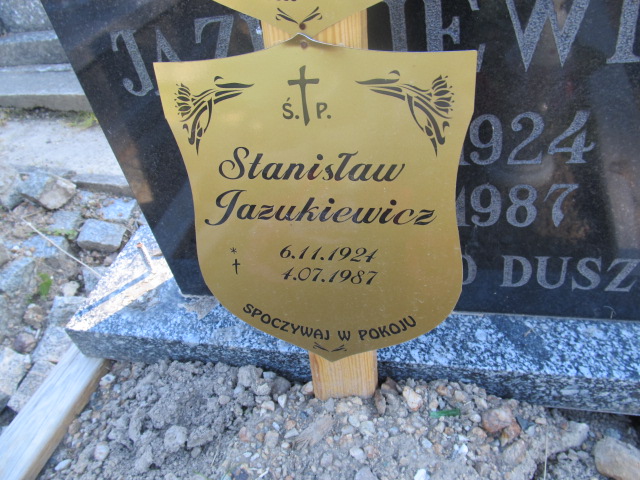 Ś. P.
Stanisław
Jazukiewicz
* 6.11.1924
† 4.07.1987
SPOCZYWAJ W POKOJU
1924
1987
DUSZ